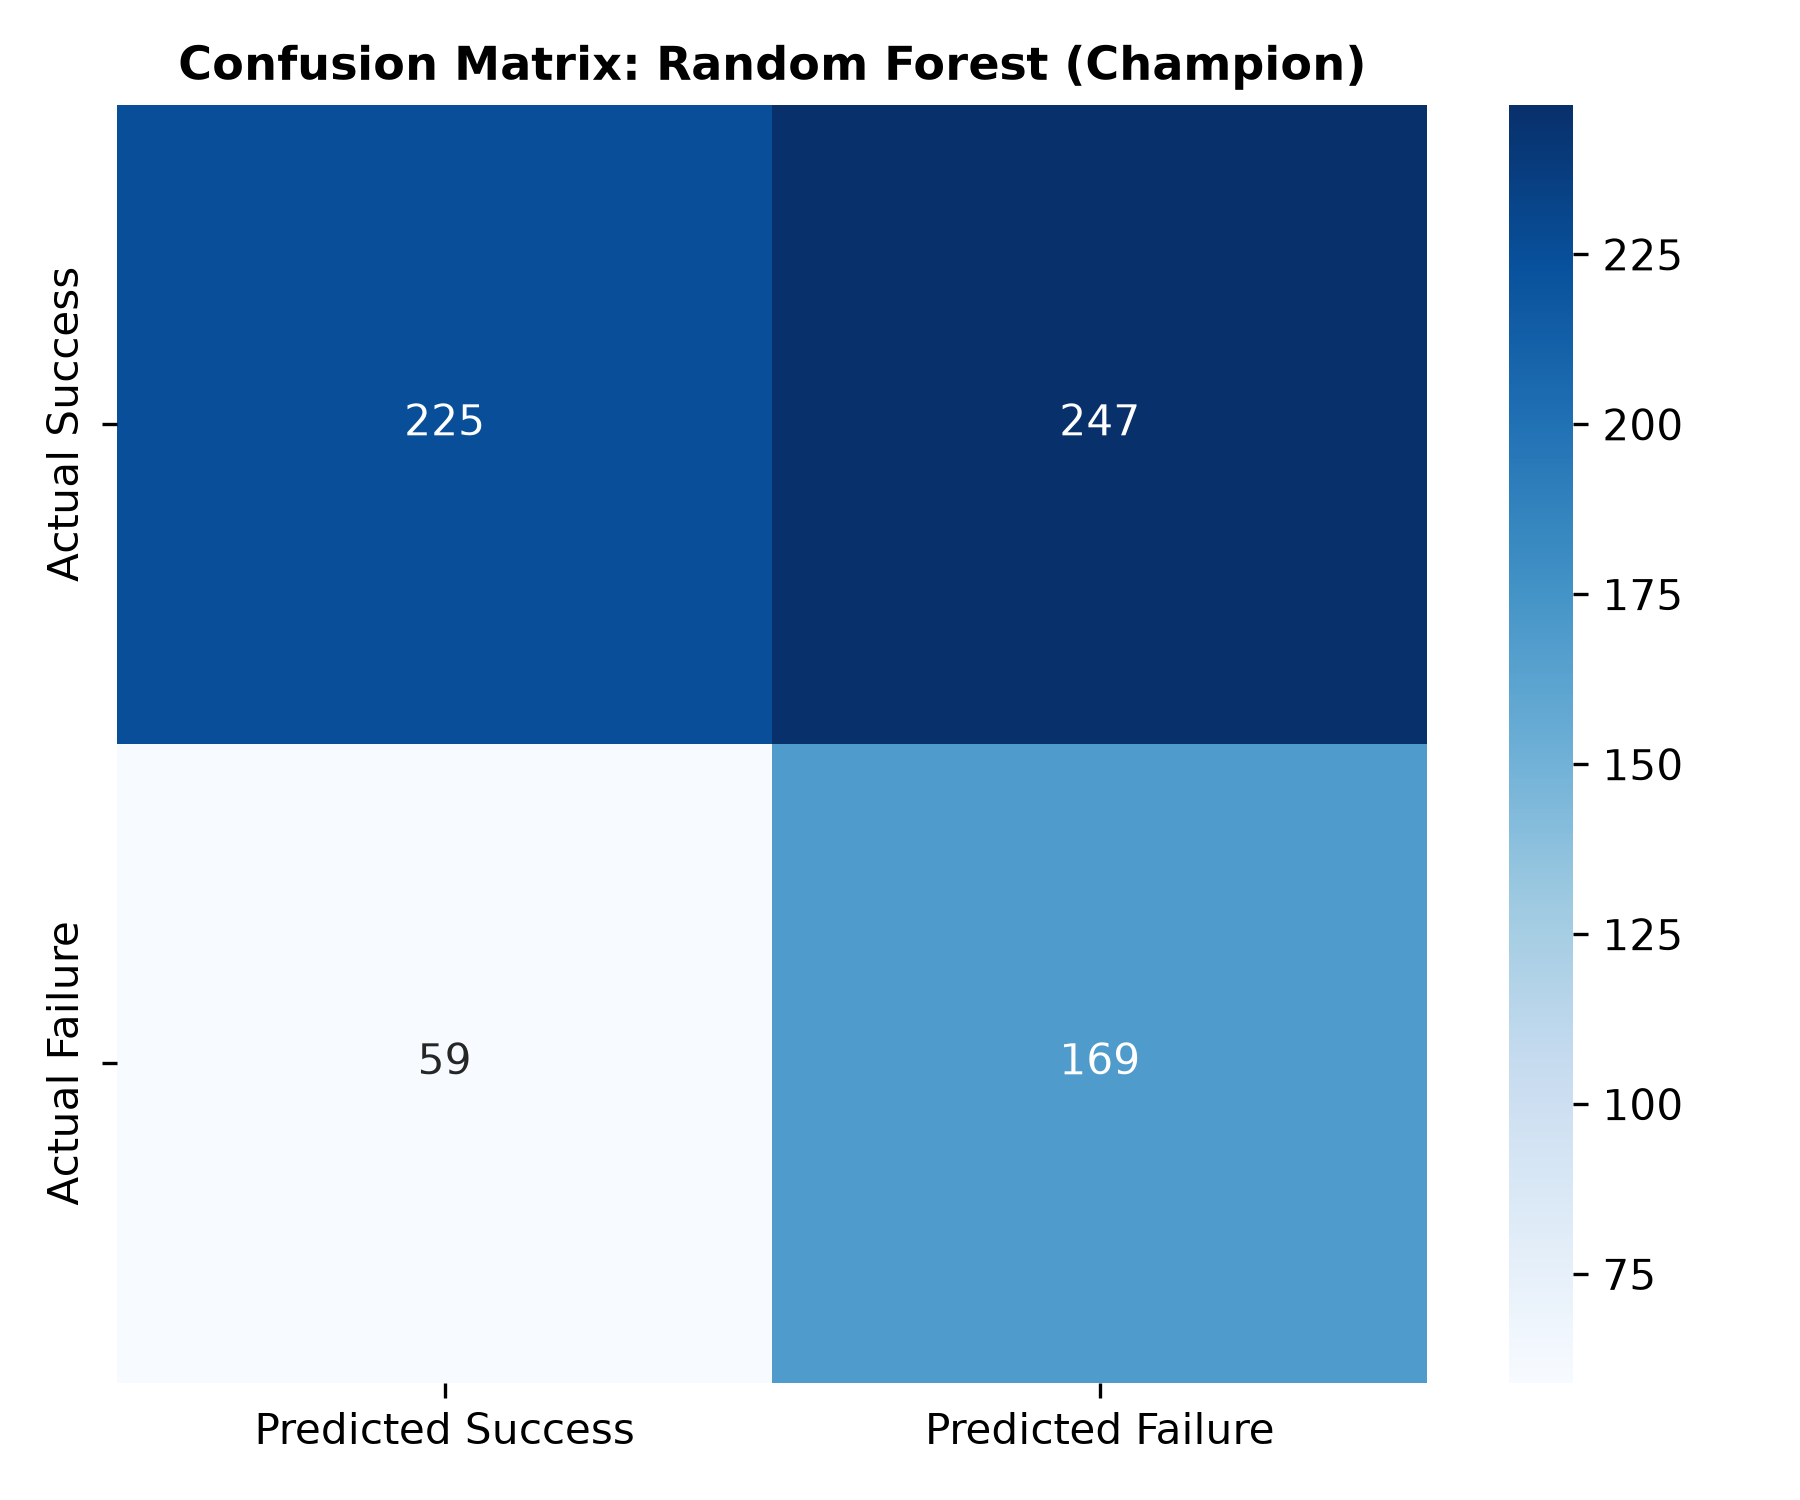 Confusion Matrix: Random Forest (Champion)
Actual Success
225
247
Actual Failure
59
169
Predicted Success
Predicted Failure
225
200
175
150
125
100
75